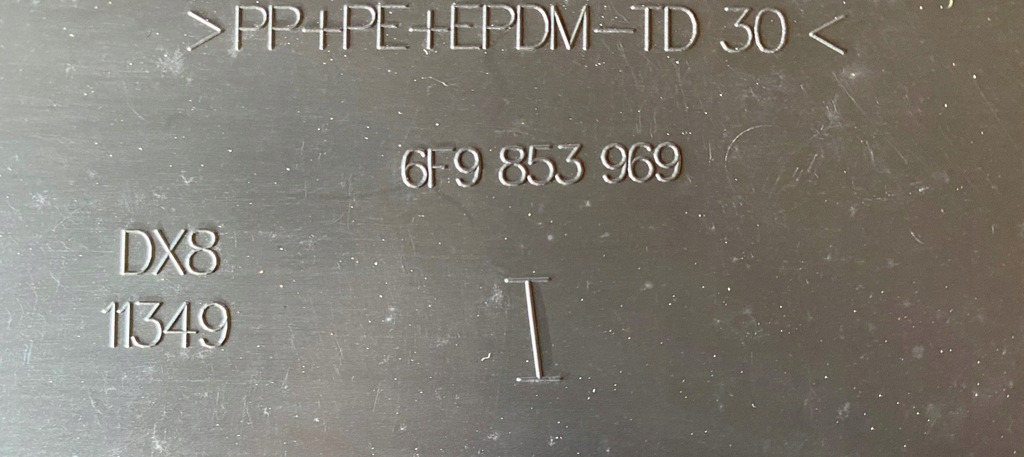 >PP+PE+EPDM-TD 30<
6F9 853 969
DX8
11349
I